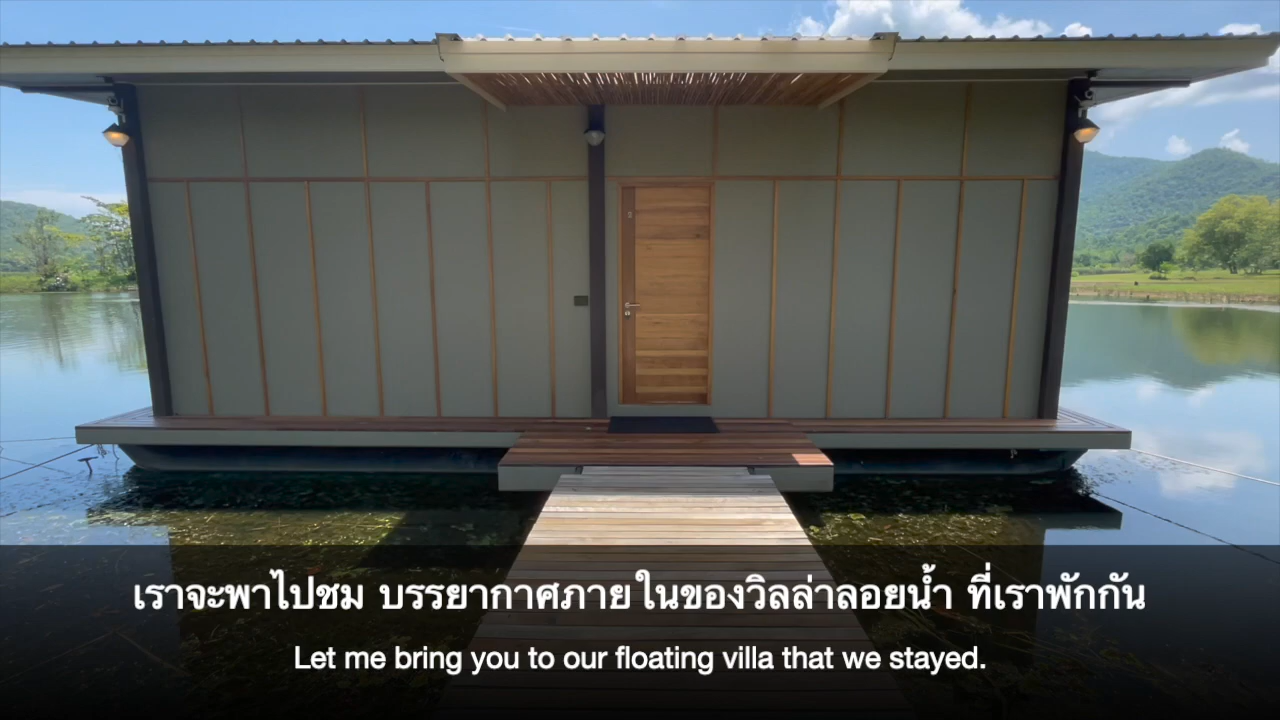 เราจะพาไปชม บรรยากาศภายในของวิลล่าลอยน้ำ ที่เราพักกัน
Let me bring you to our floating villa that we stayed.